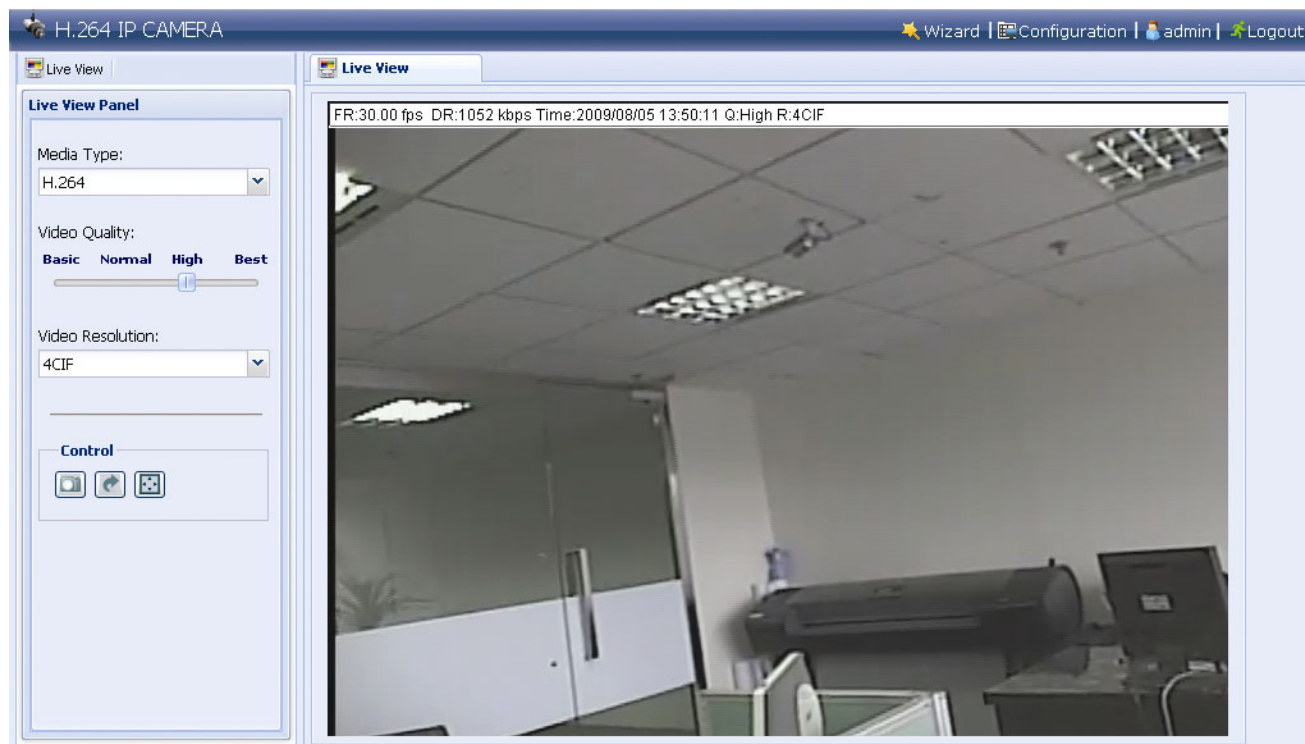 H.264 IP CAMERA
Wizard | Configuration | admin | Logout
Live View
Live View
Live View Panel
Media Type:
H.264
Video Quality:
Basic Normal High Best
Video Resolution:
4CIF
Control
FR:30.00 fps DR:1052 kbps Time:2009/08/05 13:50:11 Q:High R:4CIF